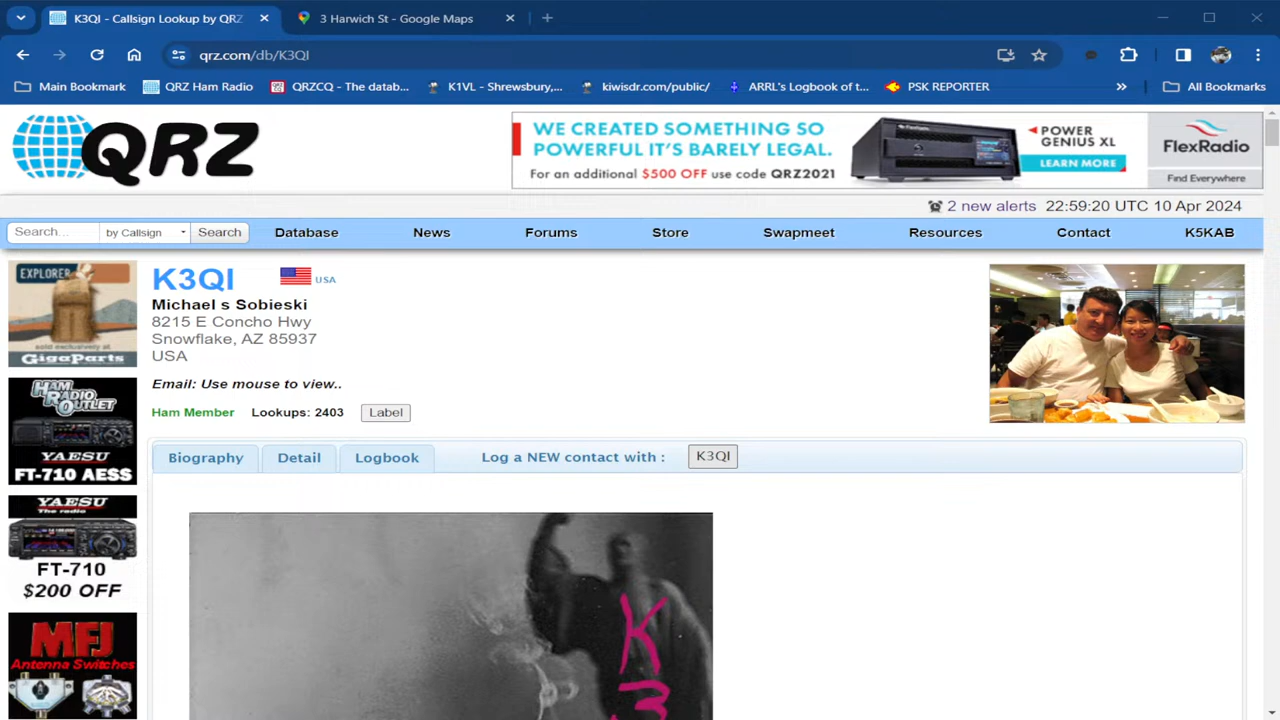 K3QI - Callsign Lookup by QRZ
3 Harwich St - Google Maps
qrz.com/db/K3QI
Main Bookmark QRZ Ham Radio QRZCQ - The datab... K1VL - Shrewsbury,... kiwisdr.com/public/ ARRL's Logbook of t... PSK REPORTER » All Bookmarks
QRZ
WE CREATED SOMETHING SO
POWERFUL IT'S BARELY LEGAL.
For an additional $500 OFF use code QRZ2021
POWER
GENIUS XL
LEARN MORE
FlexRadio
Find Everywhere
2 new alerts 22:59:20 UTC 10 Apr 2024
Search... by Callsign Search Database News Forums Store Swapmeet Resources Contact K5KAB
EXPLORER
sold exclusively at
GigaParts
K3QI USA
Michael s Sobieski
8215 E Concho Hwy
Snowflake, AZ 85937
USA
Email: Use mouse to view..
Ham Member Lookups: 2403 Label
HAM
RADIO
OUTLET
YAESU
FT-710 AESS
Biography Detail Logbook Log a NEW contact with : K3QI
YAESU
The radio
FT-710
$200 OFF
MFJ
Antenna Switches
K
3